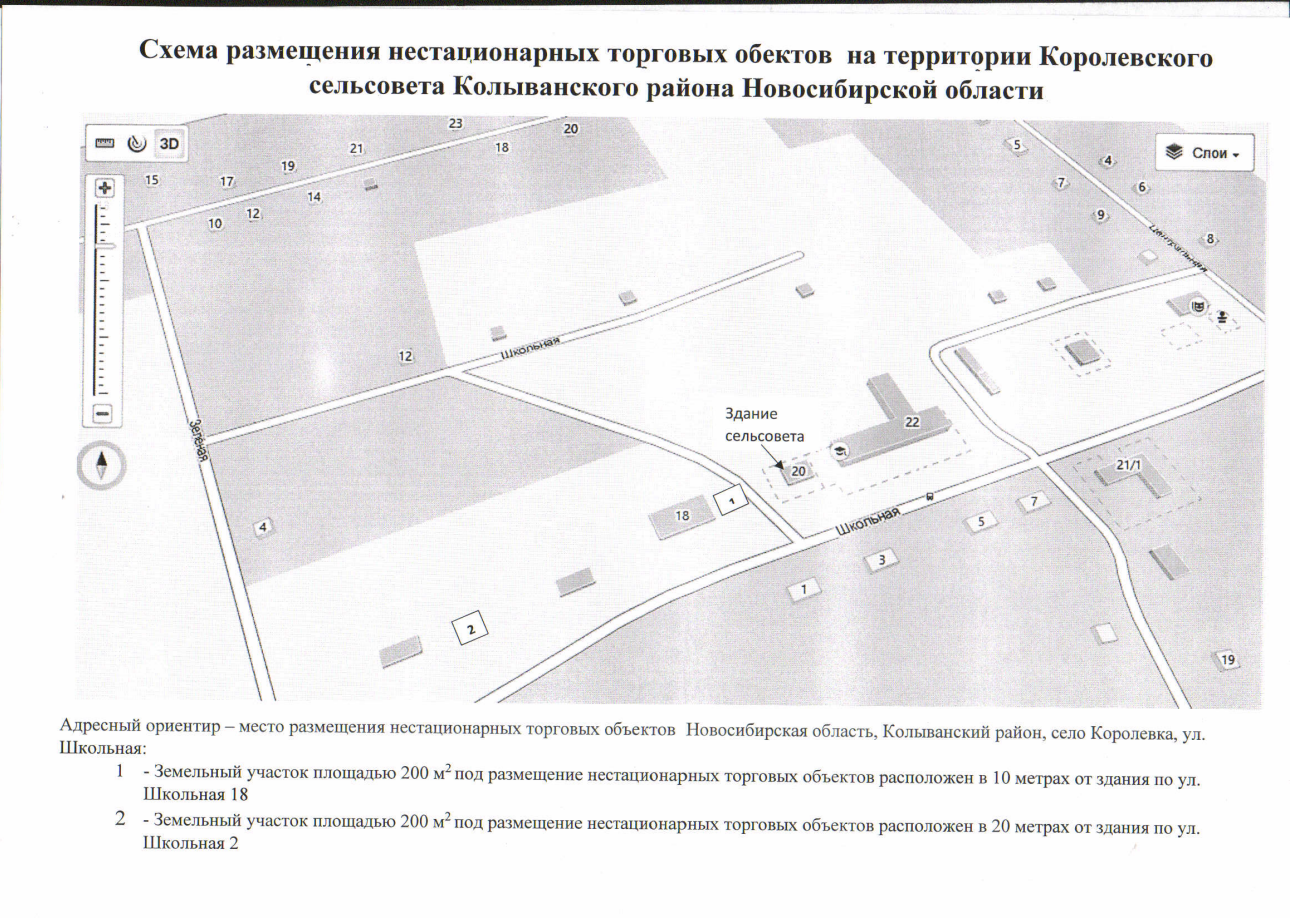 Схема размещения нестационарных торговых обектов на территории Королевского
сельсовета Колыванского района Новосибирской области
3D
Слои
23
20
21
18
19
15
17
14
12
10
5
4
7
6
9
8
Центральная
12
Школьная
Зелёная
Здание
сельсовета
22
20
21/1
1
18
4
Школьная
7
5
3
1
2
19
Адресный ориентир – место размещения нестационарных торговых объектов Новосибирская область, Колыванский район, село Королевка, ул.
Школьная:
1 - Земельный участок площадью 200 м² под размещение нестационарных торговых объектов расположен в 10 метрах от здания по ул.
Школьная 18
2 - Земельный участок площадью 200 м² под размещение нестационарных торговых объектов расположен в 20 метрах от здания по ул.
Школьная 2